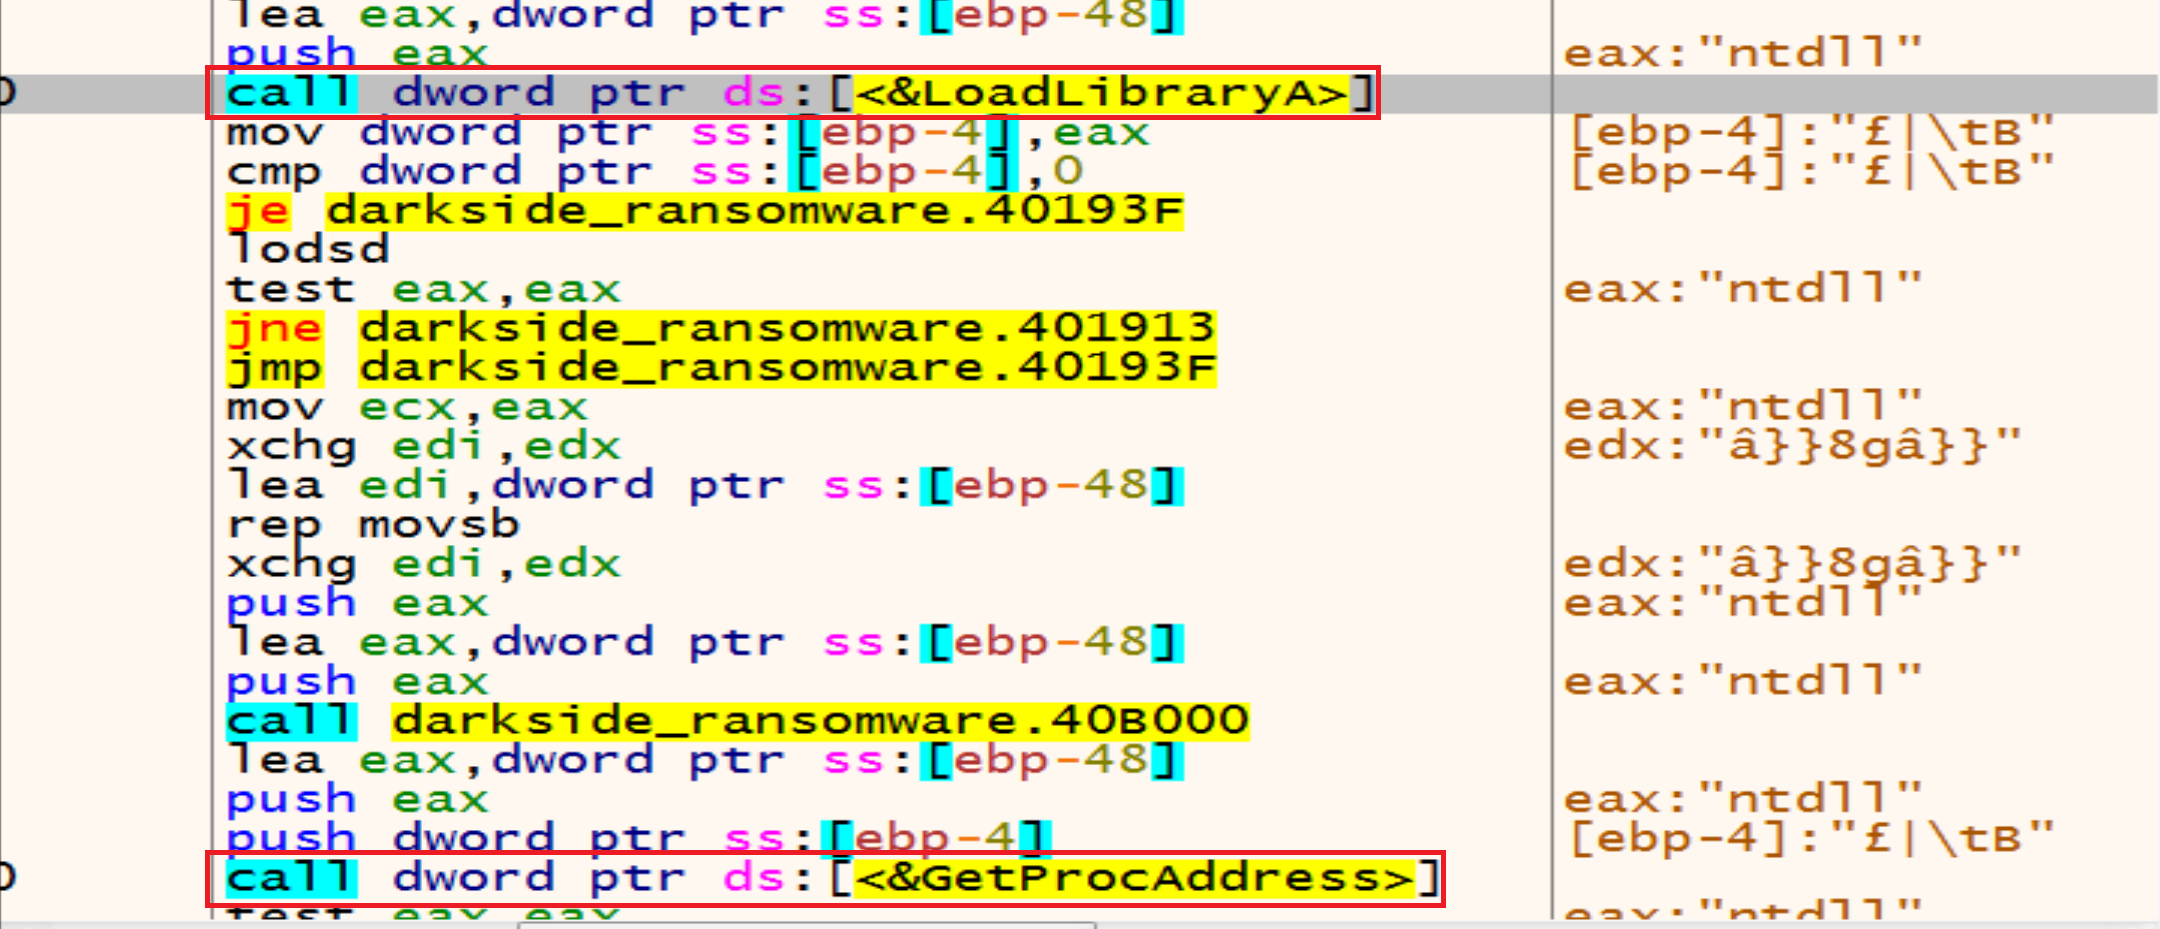 lea eax,dword ptr ss:[ebp-48]
push eax eax:"ntdll"
call dword ptr ds:[<&LoadLibraryA>]
mov dword ptr ss:[ebp-4],eax [ebp-4]:"£|\tB"
cmp dword ptr ss:[ebp-4],0 [ebp-4]:"£|\tB"
je darkside_ransomware.40193F
lodsd
test eax,eax eax:"ntdll"
jne darkside_ransomware.401913
jmp darkside_ransomware.40193F
mov ecx,eax eax:"ntdll"
xchg edi,edx edx:"â}}8gâ}}"
lea edi,dword ptr ss:[ebp-48]
rep movsb
xchg edi,edx edx:"â}}8gâ}}"
push eax eax:"ntdll"
lea eax,dword ptr ss:[ebp-48]
push eax eax:"ntdll"
call darkside_ransomware.40B000
lea eax,dword ptr ss:[ebp-48]
push eax eax:"ntdll"
push dword ptr ss:[ebp-4] [ebp-4]:"£|\tB"
call dword ptr ds:[<&GetProcAddress>]
test eax,eax eax:"ntdll"